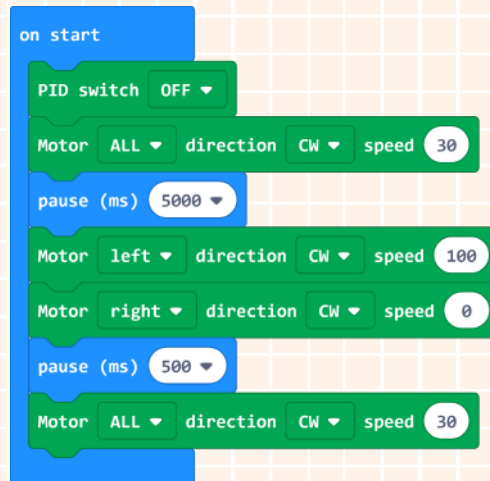 on start
PID switch OFF
Motor ALL direction CW speed 30
pause (ms) 5000
Motor left direction CW speed 100
Motor right direction CW speed 0
pause (ms) 500
Motor ALL direction CW speed 30